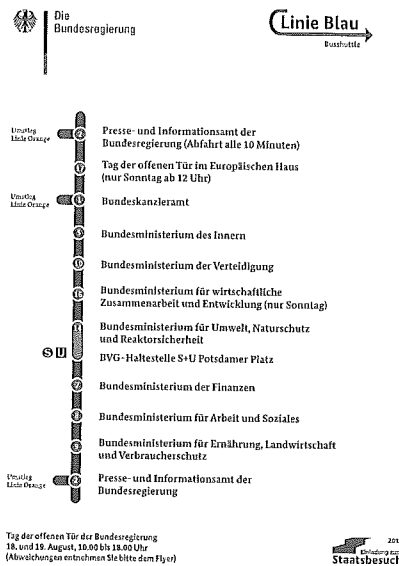 Die
Bundesregierung
Linie Blau
Busshuttle
Umstieg
Linie Orange
Presse- und Informationsamt der
Bundesregierung (Abfahrt alle 10 Minuten)
Tag der offenen Tür im Europäischen Haus
(nur Sonntag ab 12 Uhr)
Umstieg
Linie Orange
Bundeskanzleramt
Bundesministerium des Innern
Bundesministerium der Verteidigung
Bundesministerium für wirtschaftliche
Zusammenarbeit und Entwicklung (nur Sonntag)
Bundesministerium für Umwelt, Naturschutz
und Reaktorsicherheit
S U
BVG-Haltestelle S+U Potsdamer Platz
Bundesministerium der Finanzen
Bundesministerium für Arbeit und Soziales
Bundesministerium für Ernährung, Landwirtschaft
und Verbraucherschutz
Umstieg
Linie Orange
Presse- und Informationsamt der
Bundesregierung
Tag der offenen Tür der Bundesregierung
18. und 19. August, 10.00 bis 18.00 Uhr
(Abweichungen entnehmen Sie bitte dem Flyer)
Einladung zum
Staatsbesuch